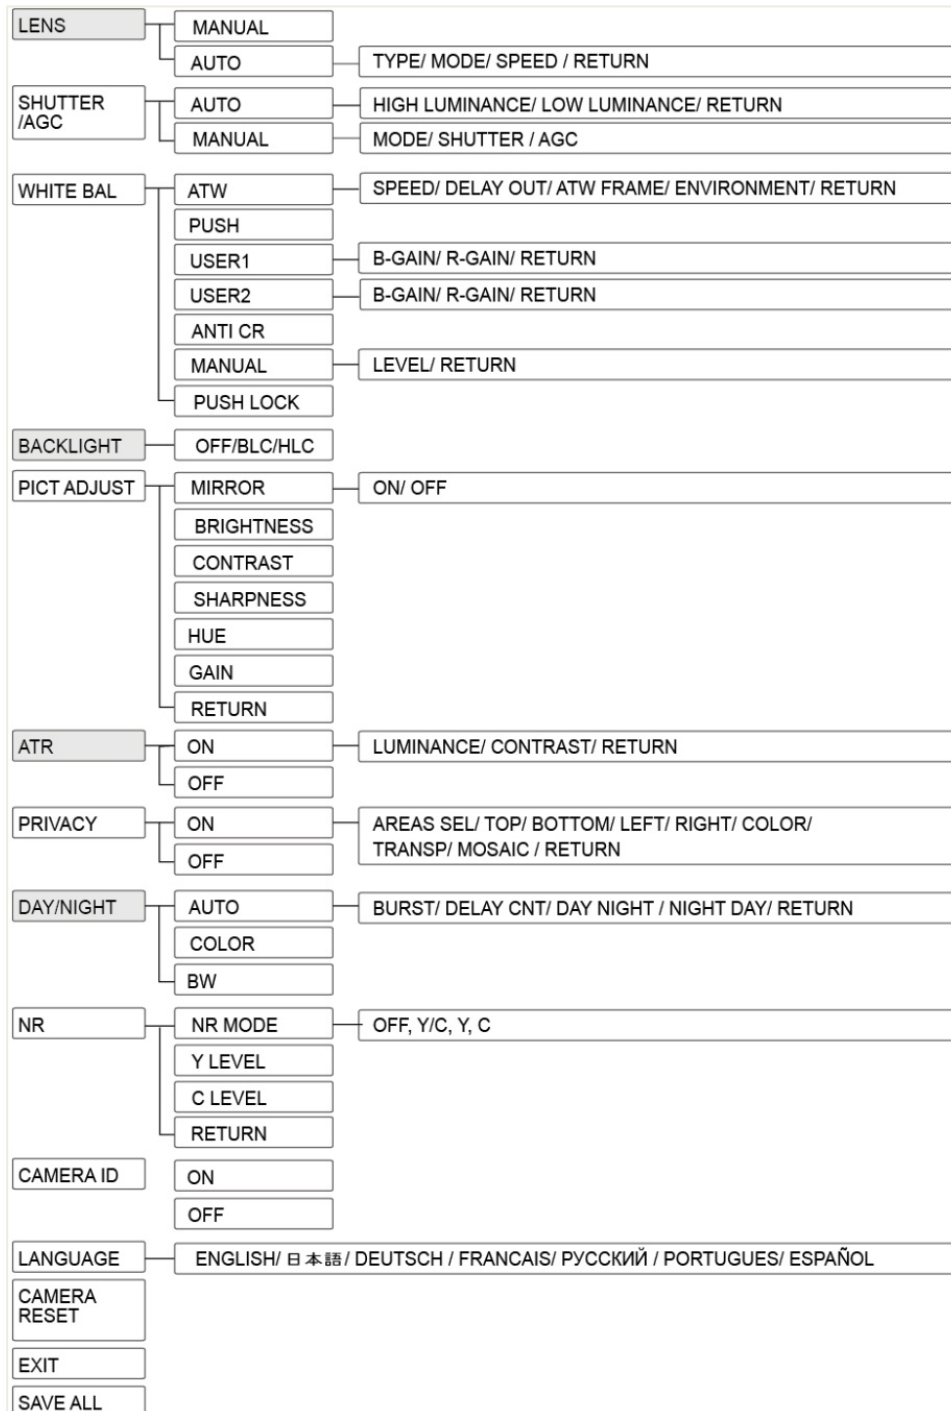 LENS
MANUAL
AUTO
TYPE/ MODE/ SPEED / RETURN
SHUTTER
/AGC
AUTO
HIGH LUMINANCE/ LOW LUMINANCE/ RETURN
MANUAL
MODE/ SHUTTER / AGC
WHITE BAL
ATW
SPEED/ DELAY OUT/ ATW FRAME/ ENVIRONMENT/ RETURN
PUSH
USER1
B-GAIN/ R-GAIN/ RETURN
USER2
B-GAIN/ R-GAIN/ RETURN
ANTI CR
MANUAL
LEVEL/ RETURN
PUSH LOCK
BACKLIGHT
OFF/BLC/HLC
PICT ADJUST
MIRROR
ON/ OFF
BRIGHTNESS
CONTRAST
SHARPNESS
HUE
GAIN
RETURN
ATR
ON
LUMINANCE/ CONTRAST/ RETURN
OFF
PRIVACY
ON
AREAS SEL/ TOP/ BOTTOM/ LEFT/ RIGHT/ COLOR/
TRANSP/ MOSAIC / RETURN
OFF
DAY/NIGHT
AUTO
BURST/ DELAY CNT/ DAY NIGHT / NIGHT DAY/ RETURN
COLOR
BW
NR
NR MODE
OFF, Y/C, Y, C
Y LEVEL
C LEVEL
RETURN
CAMERA ID
ON
OFF
LANGUAGE
ENGLISH/ 日本語/ DEUTSCH / FRANCAIS/ РУССКИЙ / PORTUGUES/ ESPAÑOL
CAMERA
RESET
EXIT
SAVE ALL